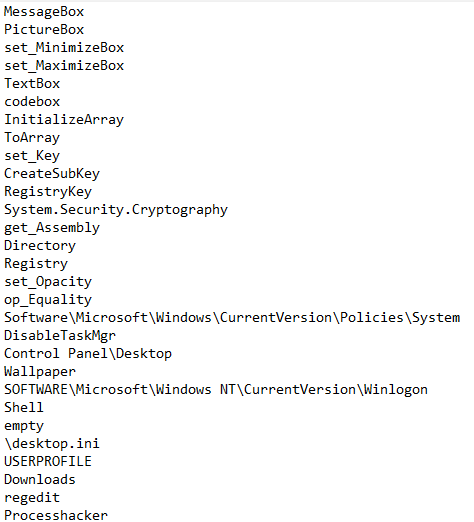 MessageBox
PictureBox
set_MinimizeBox
set_MaximizeBox
TextBox
codebox
InitializeArray
ToArray
set_Key
CreateSubKey
RegistryKey
System.Security.Cryptography
get_Assembly
Directory
Registry
set_Opacity
op_Equality
Software\Microsoft\Windows\CurrentVersion\Policies\System
DisableTaskMgr
Control Panel\Desktop
Wallpaper
SOFTWARE\Microsoft\Windows NT\CurrentVersion\Winlogon
Shell
empty
\desktop.ini
USERPROFILE
Downloads
regedit
Processhacker